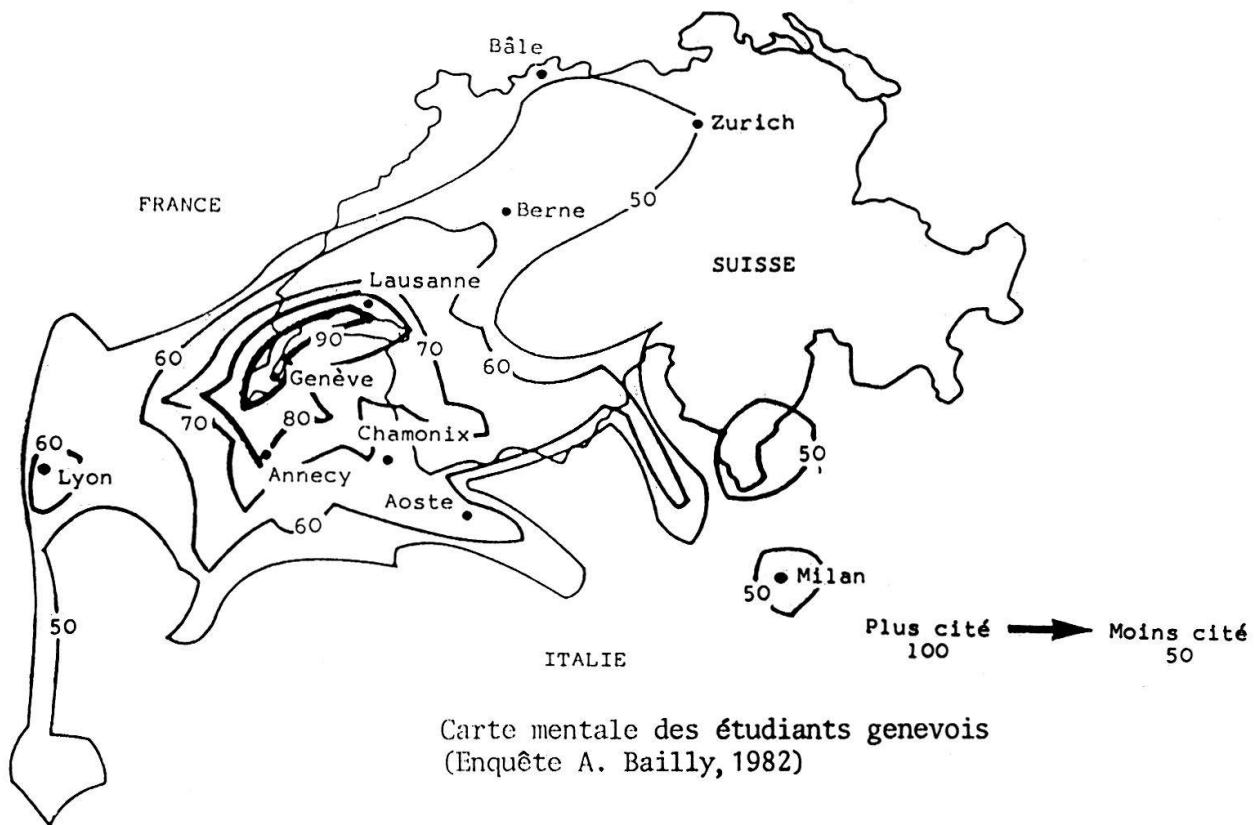 Bâle
Zurich
FRANCE
50
Berne
SUISSE
Lausanne
60
90
70
60
Genève
70
80
Chamonix
60
Lyon
Annecy
50
Aoste
60
50
Milan
50
Plus cité
100
Moins cité
50
ITALIE
Carte mentale des étudiants genevois
(Enquête A. Bailly, 1982)